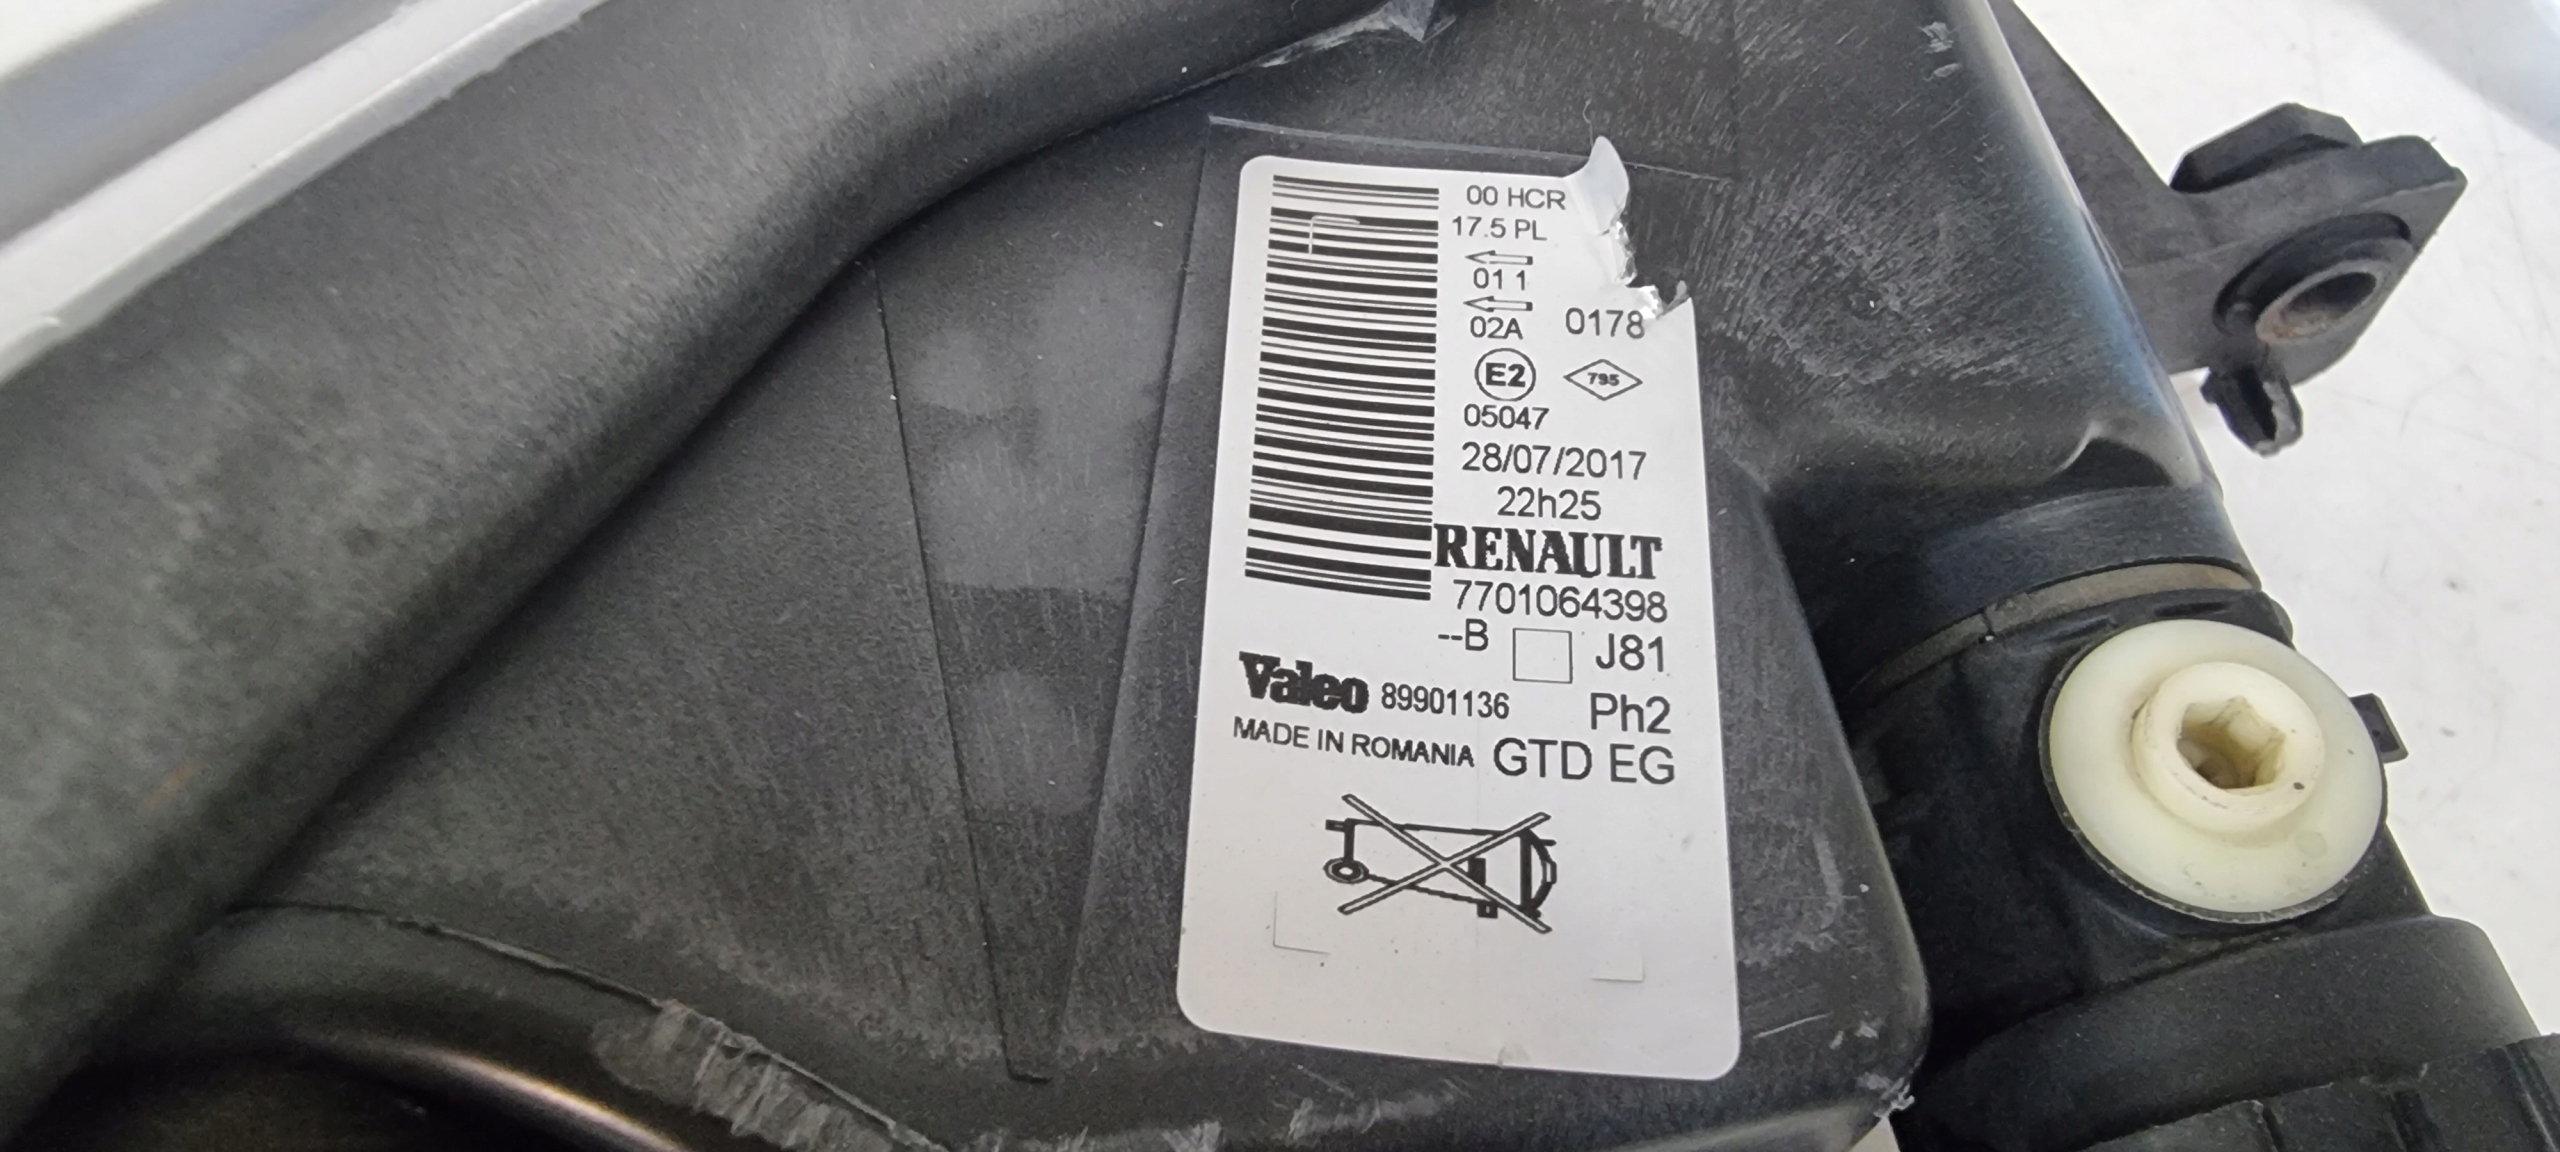 00 HCR
17.5 PL
01 1
02A 0178
E2 795
05047
28/07/2017
22h25
RENAULT
7701064398
--B J81
Valeo 89901136 Ph2
MADE IN ROMANIA GTD EG